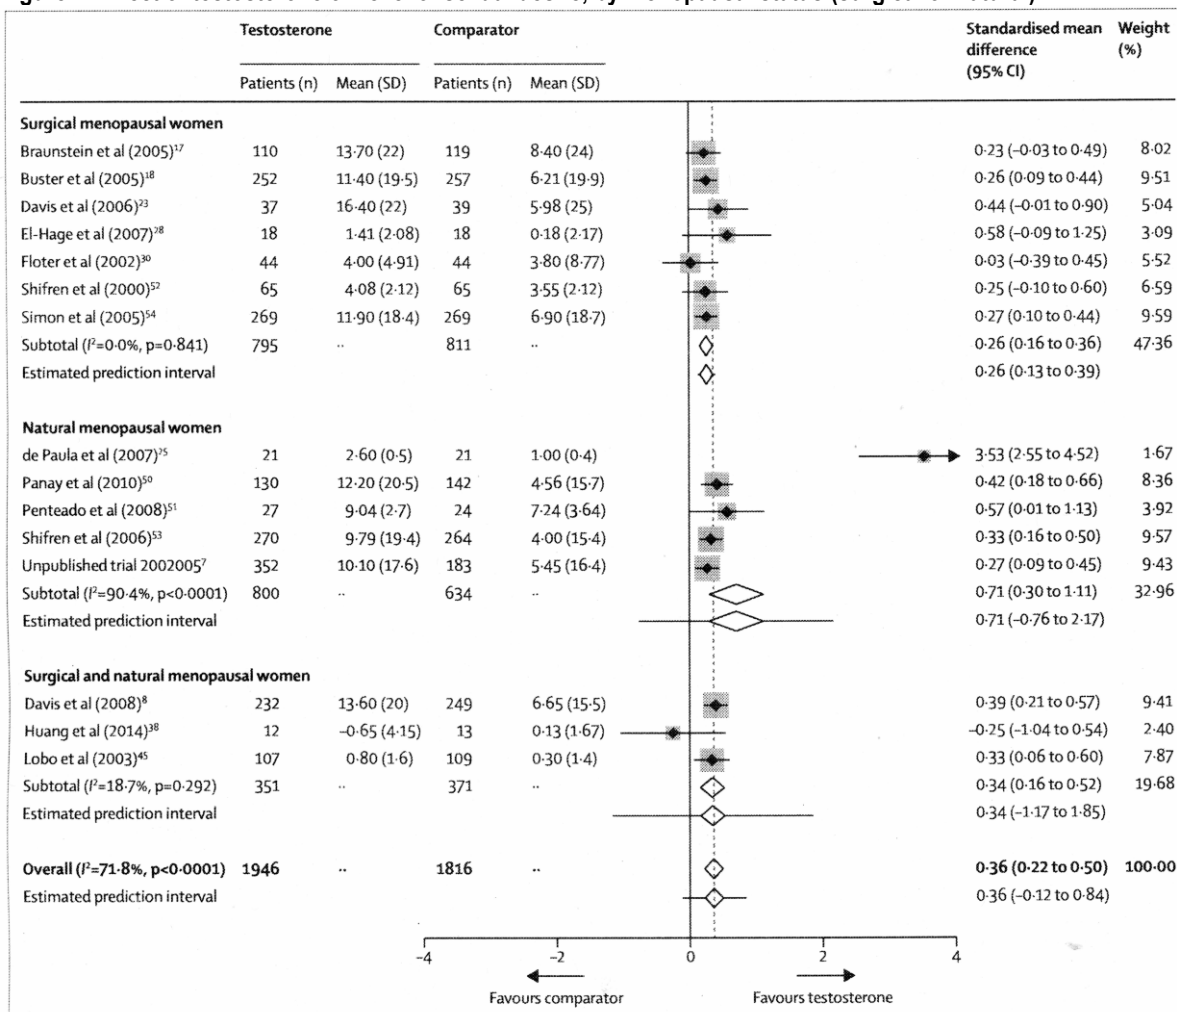 Testosterone Comparator Standardised mean difference (95% CI) Weight (%)
Patients (n) Mean (SD) Patients (n) Mean (SD)
Surgical menopausal women
Braunstein et al (2005)¹⁷ 110 13·70 (22) 119 8·40 (24) 0·23 (–0·03 to 0·49) 8·02
Buster et al (2005)¹⁸ 252 11·40 (19·5) 257 6·21 (19·9) 0·26 (0·09 to 0·44) 9·51
Davis et al (2006)²³ 37 16·40 (22) 39 5·98 (25) 0·44 (–0·01 to 0·90) 5·04
El-Hage et al (2007)²⁸ 18 1·41 (2·08) 18 0·18 (2·17) 0·58 (–0·09 to 1·25) 3·09
Floter et al (2002)³⁰ 44 4·00 (4·91) 44 3·80 (8·77) 0·03 (–0·39 to 0·45) 5·52
Shifren et al (2000)⁵² 65 4·08 (2·12) 65 3·55 (2·12) 0·25 (–0·10 to 0·60) 6·59
Simon et al (2005)⁵⁴ 269 11·90 (18·4) 269 6·90 (18·7) 0·27 (0·10 to 0·44) 9·59
Subtotal (I²=0·0%, p=0·841) 795 ·· 811 ·· 0·26 (0·16 to 0·36) 47·36
Estimated prediction interval 0·26 (0·13 to 0·39)
Natural menopausal women
de Paula et al (2007)²⁵ 21 2·60 (0·5) 21 1·00 (0·4) 3·53 (2·55 to 4·52) 1·67
Panay et al (2010)⁵⁰ 130 12·20 (20·5) 142 4·56 (15·7) 0·42 (0·18 to 0·66) 8·36
Penteado et al (2008)⁵¹ 27 9·04 (2·7) 24 7·24 (3·64) 0·57 (0·01 to 1·13) 3·92
Shifren et al (2006)⁵³ 270 9·79 (19·4) 264 4·00 (15·4) 0·33 (0·16 to 0·50) 9·57
Unpublished trial 2002005⁷ 352 10·10 (17·6) 183 5·45 (16·4) 0·27 (0·09 to 0·45) 9·43
Subtotal (I²=90·4%, p<0·0001) 800 ·· 634 ·· 0·71 (0·30 to 1·11) 32·96
Estimated prediction interval 0·71 (–0·76 to 2·17)
Surgical and natural menopausal women
Davis et al (2008)⁸ 232 13·60 (20) 249 6·65 (15·5) 0·39 (0·21 to 0·57) 9·41
Huang et al (2014)³⁸ 12 –0·65 (4·15) 13 0·13 (1·67) –0·25 (–1·04 to 0·54) 2·40
Lobo et al (2003)⁴⁵ 107 0·80 (1·6) 109 0·30 (1·4) 0·33 (0·06 to 0·60) 7·87
Subtotal (I²=18·7%, p=0·292) 351 ·· 371 ·· 0·34 (0·16 to 0·52) 19·68
Estimated prediction interval 0·34 (–1·17 to 1·85)
Overall (I²=71·8%, p<0·0001) 1946 ·· 1816 ·· 0·36 (0·22 to 0·50) 100·00
Estimated prediction interval 0·36 (–0·12 to 0·84)
–4 –2 0 2 4
Favours comparator Favours testosterone